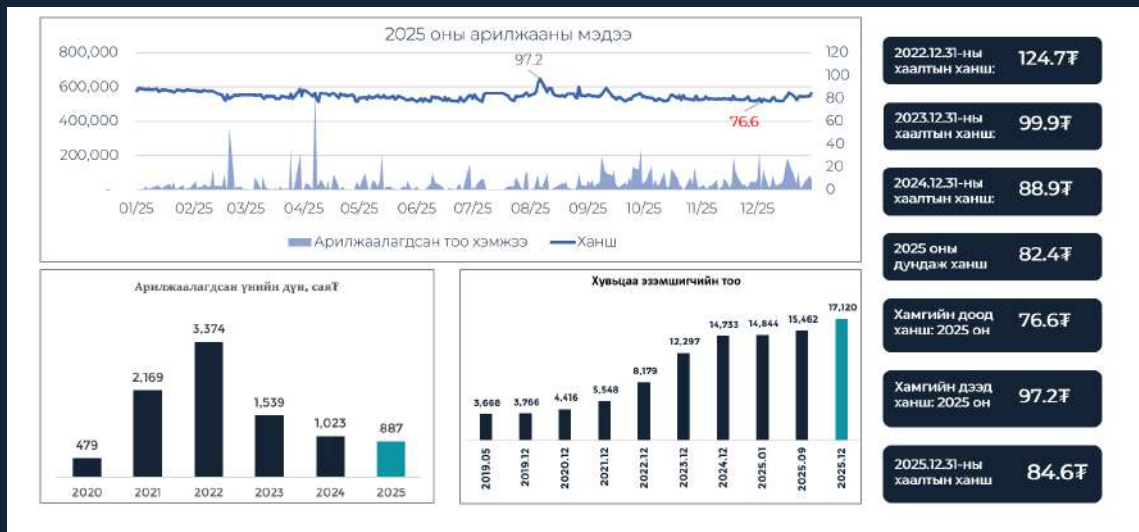 2025 оны арилжааны мэдээ
800,000
600,000
400,000
200,000
-
120
100
80
60
40
20
0
97.2
76.6
01/25 02/25 03/25 04/25 05/25 06/25 07/25 08/25 09/25 10/25 11/25 12/25
Арилжаалагдсан тоо хэмжээ Ханш
Арилжаалагдсан үнийн дүн, сая₮
479
2,169
3,374
1,539
1,023
887
2020 2021 2022 2023 2024 2025
Хувьцаа эзэмшигчийн тоо
3,668
3,766
4,416
5,548
8,179
12,297
14,733
14,844
15,462
17,120
2019.05
2019.12
2020.12
2021.12
2022.12
2023.12
2024.12
2025.01
2025.09
2025.12
2022.12.31-ны
хаалтын ханш:
124.7₮
2023.12.31-ны
хаалтын ханш:
99.9₮
2024.12.31-ны
хаалтын ханш:
88.9₮
2025 оны
дундаж ханш
82.4₮
Хамгийн доод
ханш: 2025 он
76.6₮
Хамгийн дээд
ханш: 2025 он
97.2₮
2025.12.31-ны
хаалтын ханш
84.6₮